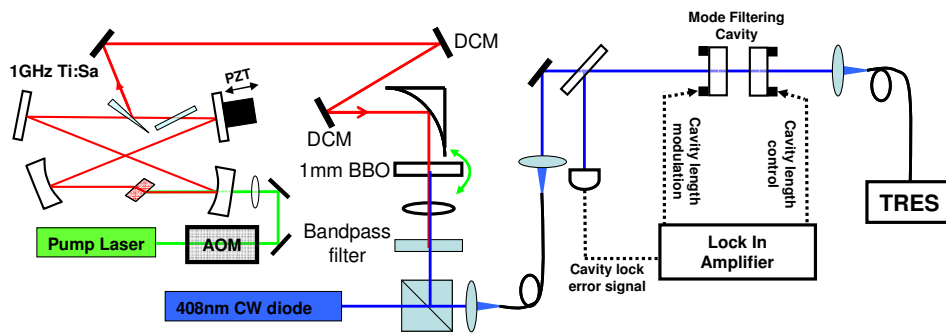 1GHz Ti:Sa
PZT
DCM
DCM
1mm BBO
Bandpass
filter
Pump Laser
AOM
408nm CW diode
Mode Filtering
Cavity
Cavity length
modulation
Cavity length
control
Cavity lock
error signal
Lock In
Amplifier
TRES